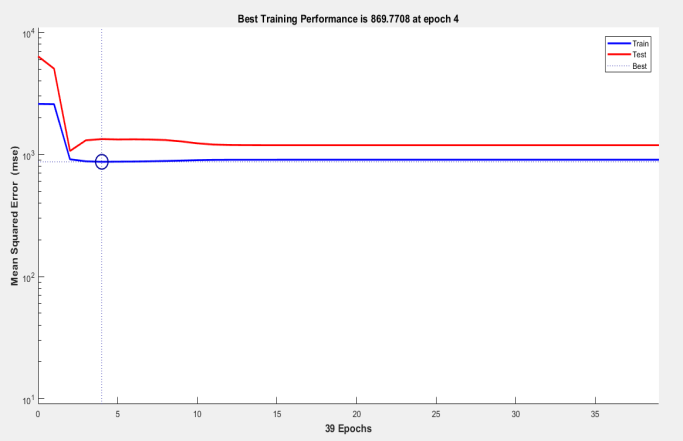 Best Training Performance is 869.7708 at epoch 4
Train
Test
Best
Mean Squared Error (mse)
10^4
10^3
10^2
10^1
0 5 10 15 20 25 30 35
39 Epochs